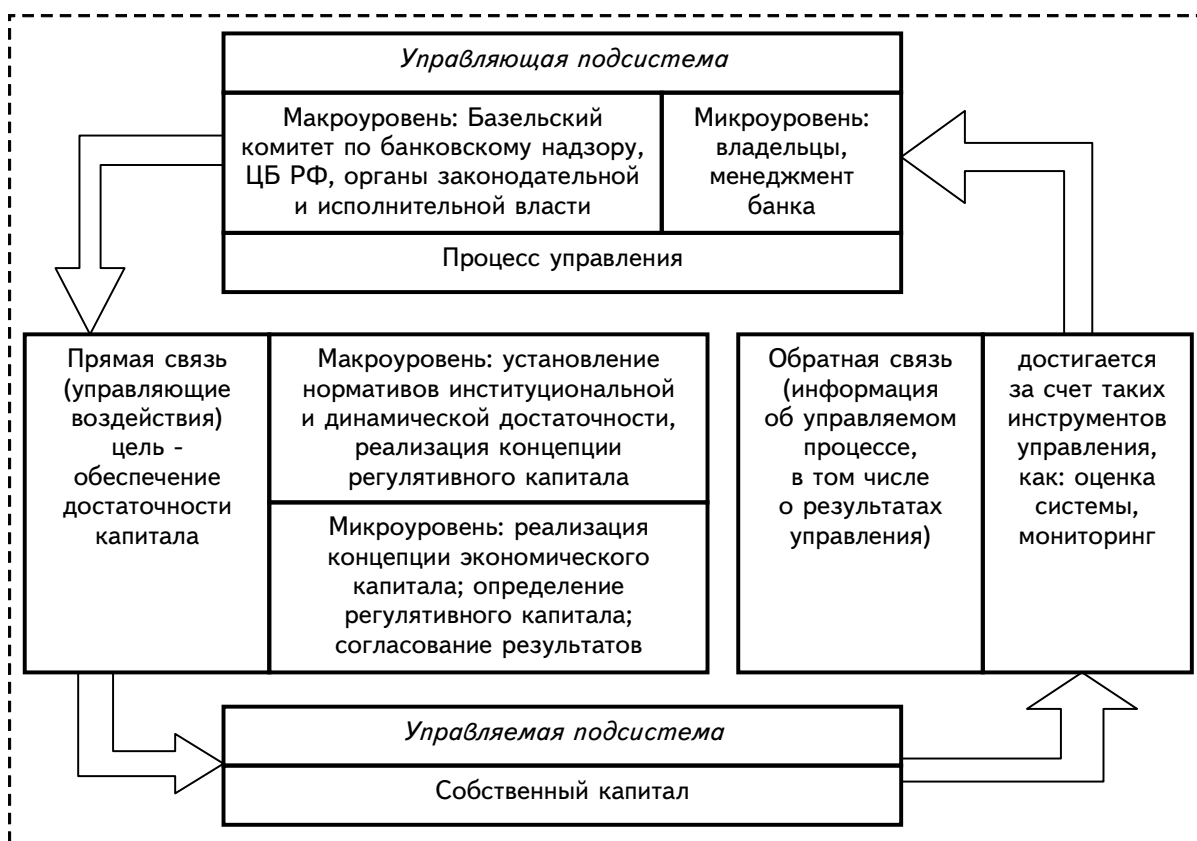 Управляющая подсистема
Макроуровень: Базельский
комитет по банковскому надзору,
ЦБ РФ, органы законодательной
и исполнительной власти
Микроуровень:
владельцы,
менеджмент
банка
Процесс управления
Прямая связь
(управляющие
воздействия)
цель -
обеспечение
достаточности
капитала
Макроуровень: установление
нормативов институциональной
и динамической достаточности,
реализация концепции
регулятивного капитала
Микроуровень: реализация
концепции экономического
капитала; определение
регулятивного капитала;
согласование результатов
Обратная связь
(информация
об управляемом
процессе,
в том числе
о результатах
управления)
достигается
за счет таких
инструментов
управления,
как: оценка
системы,
мониторинг
Управляемая подсистема
Собственный капитал